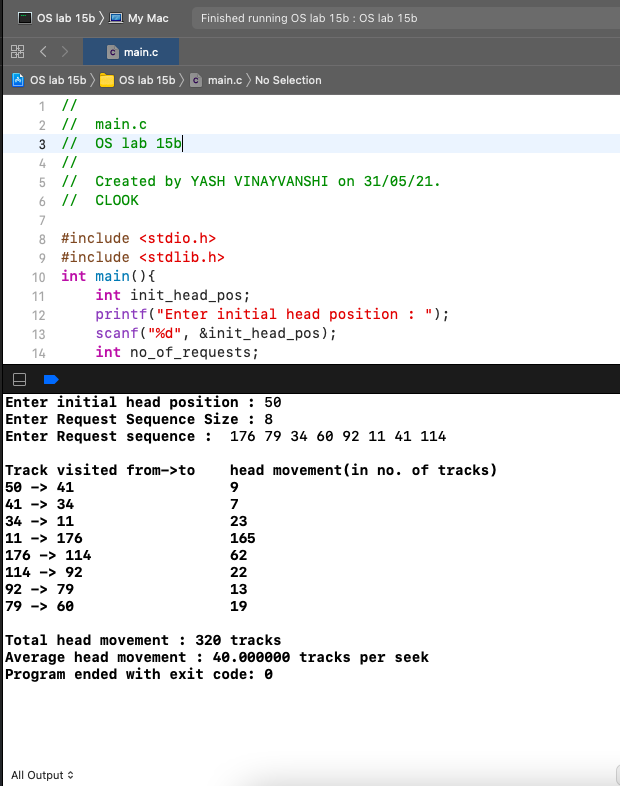 OS lab 15b My Mac Finished running OS lab 15b : OS lab 15b
main.c
OS lab 15b OS lab 15b main.c No Selection
1 //
2 //  main.c
3 //  OS lab 15b
4 //
5 //  Created by YASH VINAYVANSHI on 31/05/21.
6 //  CLOOK
7
8 #include <stdio.h>
9 #include <stdlib.h>
10 int main(){
11     int init_head_pos;
12     printf("Enter initial head position : ");
13     scanf("%d", &init_head_pos);
14     int no_of_requests;
Enter initial head position : 50
Enter Request Sequence Size : 8
Enter Request sequence :  176 79 34 60 92 11 41 114
Track visited from->to    head movement(in no. of tracks)
50 -> 41                  9
41 -> 34                  7
34 -> 11                  23
11 -> 176                 165
176 -> 114                62
114 -> 92                 22
92 -> 79                  13
79 -> 60                  19
Total head movement : 320 tracks
Average head movement : 40.000000 tracks per seek
Program ended with exit code: 0
All Output